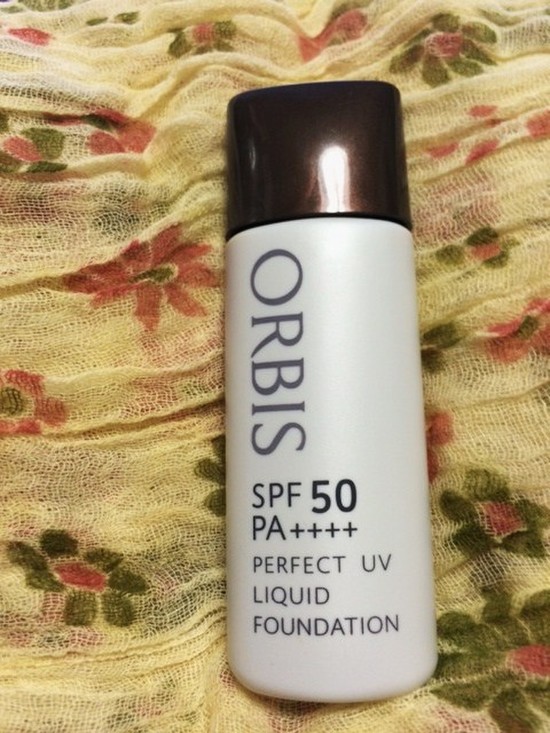 ORBIS
SPF 50
PA++++
PERFECT UV
LIQUID
FOUNDATION